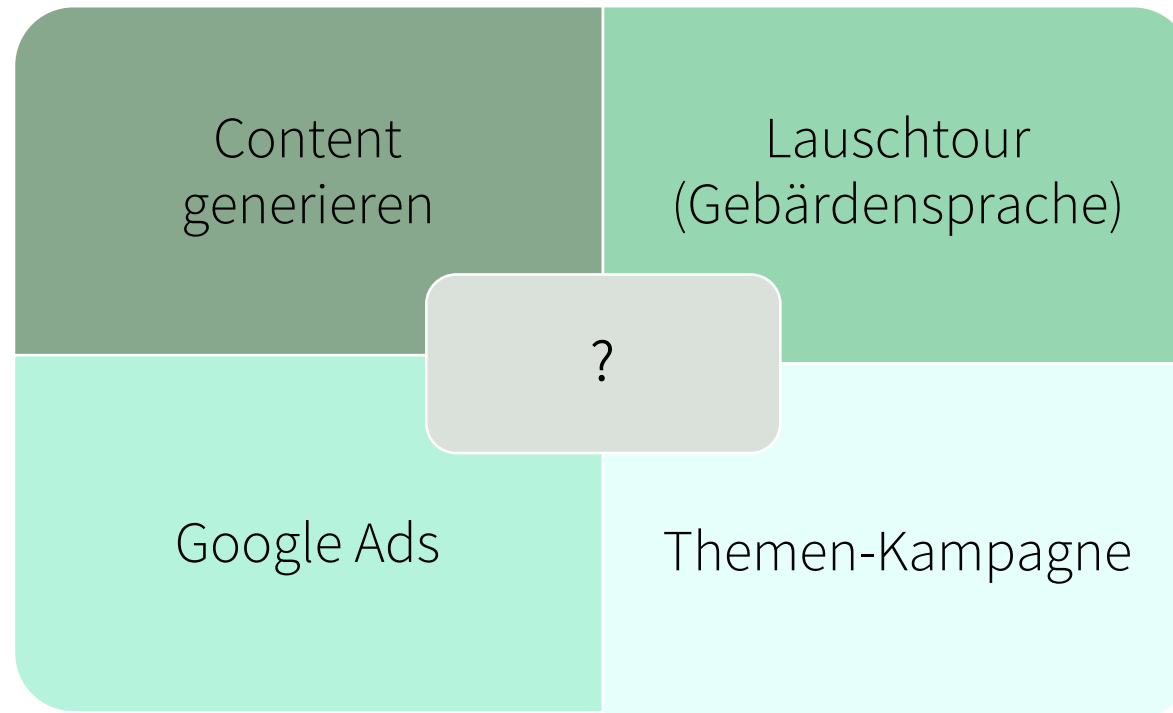 Content
generieren
Lauschtour
(Gebärdensprache)
?
Google Ads
Themen-Kampagne